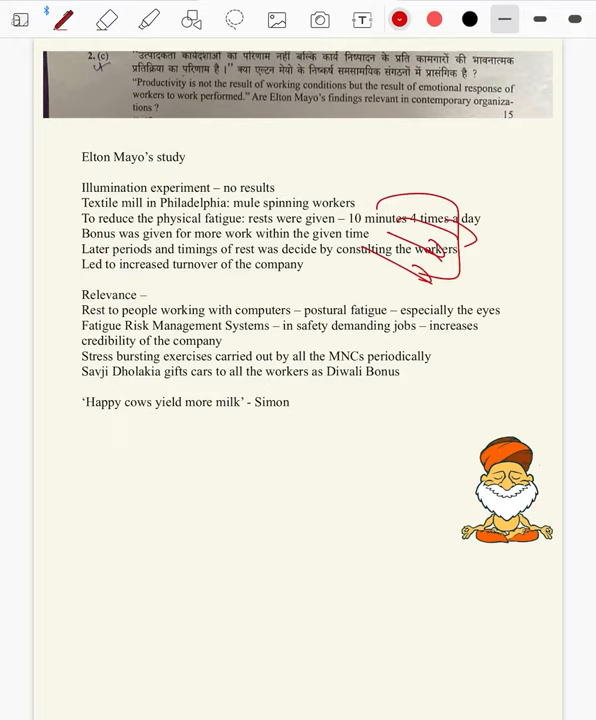 2. (c) "उत्पादकता कार्यदशाओं का परिणाम नहीं बल्कि कार्य निष्पादन के प्रति कामगारों की भावनात्मक
प्रतिक्रिया का परिणाम है ।" क्या एल्टन मेयो के निष्कर्ष समसामयिक संगठनों में प्रासंगिक हैं ?
"Productivity is not the result of working conditions but the result of emotional response of
workers to work performed." Are Elton Mayo's findings relevant in contemporary organiza-
tions ?
15
Elton Mayo's study
Illumination experiment – no results
Textile mill in Philadelphia: mule spinning workers
To reduce the physical fatigue: rests were given – 10 minutes 4 times a day
Bonus was given for more work within the given time
Later periods and timings of rest was decide by constilting the workers
Led to increased turnover of the company
Relevance –
Rest to people working with computers – postural fatigue – especially the eyes
Fatigue Risk Management Systems – in safety demanding jobs – increases
credibility of the company
Stress bursting exercises carried out by all the MNCs periodically
Savji Dholakia gifts cars to all the workers as Diwali Bonus
'Happy cows yield more milk' - Simon